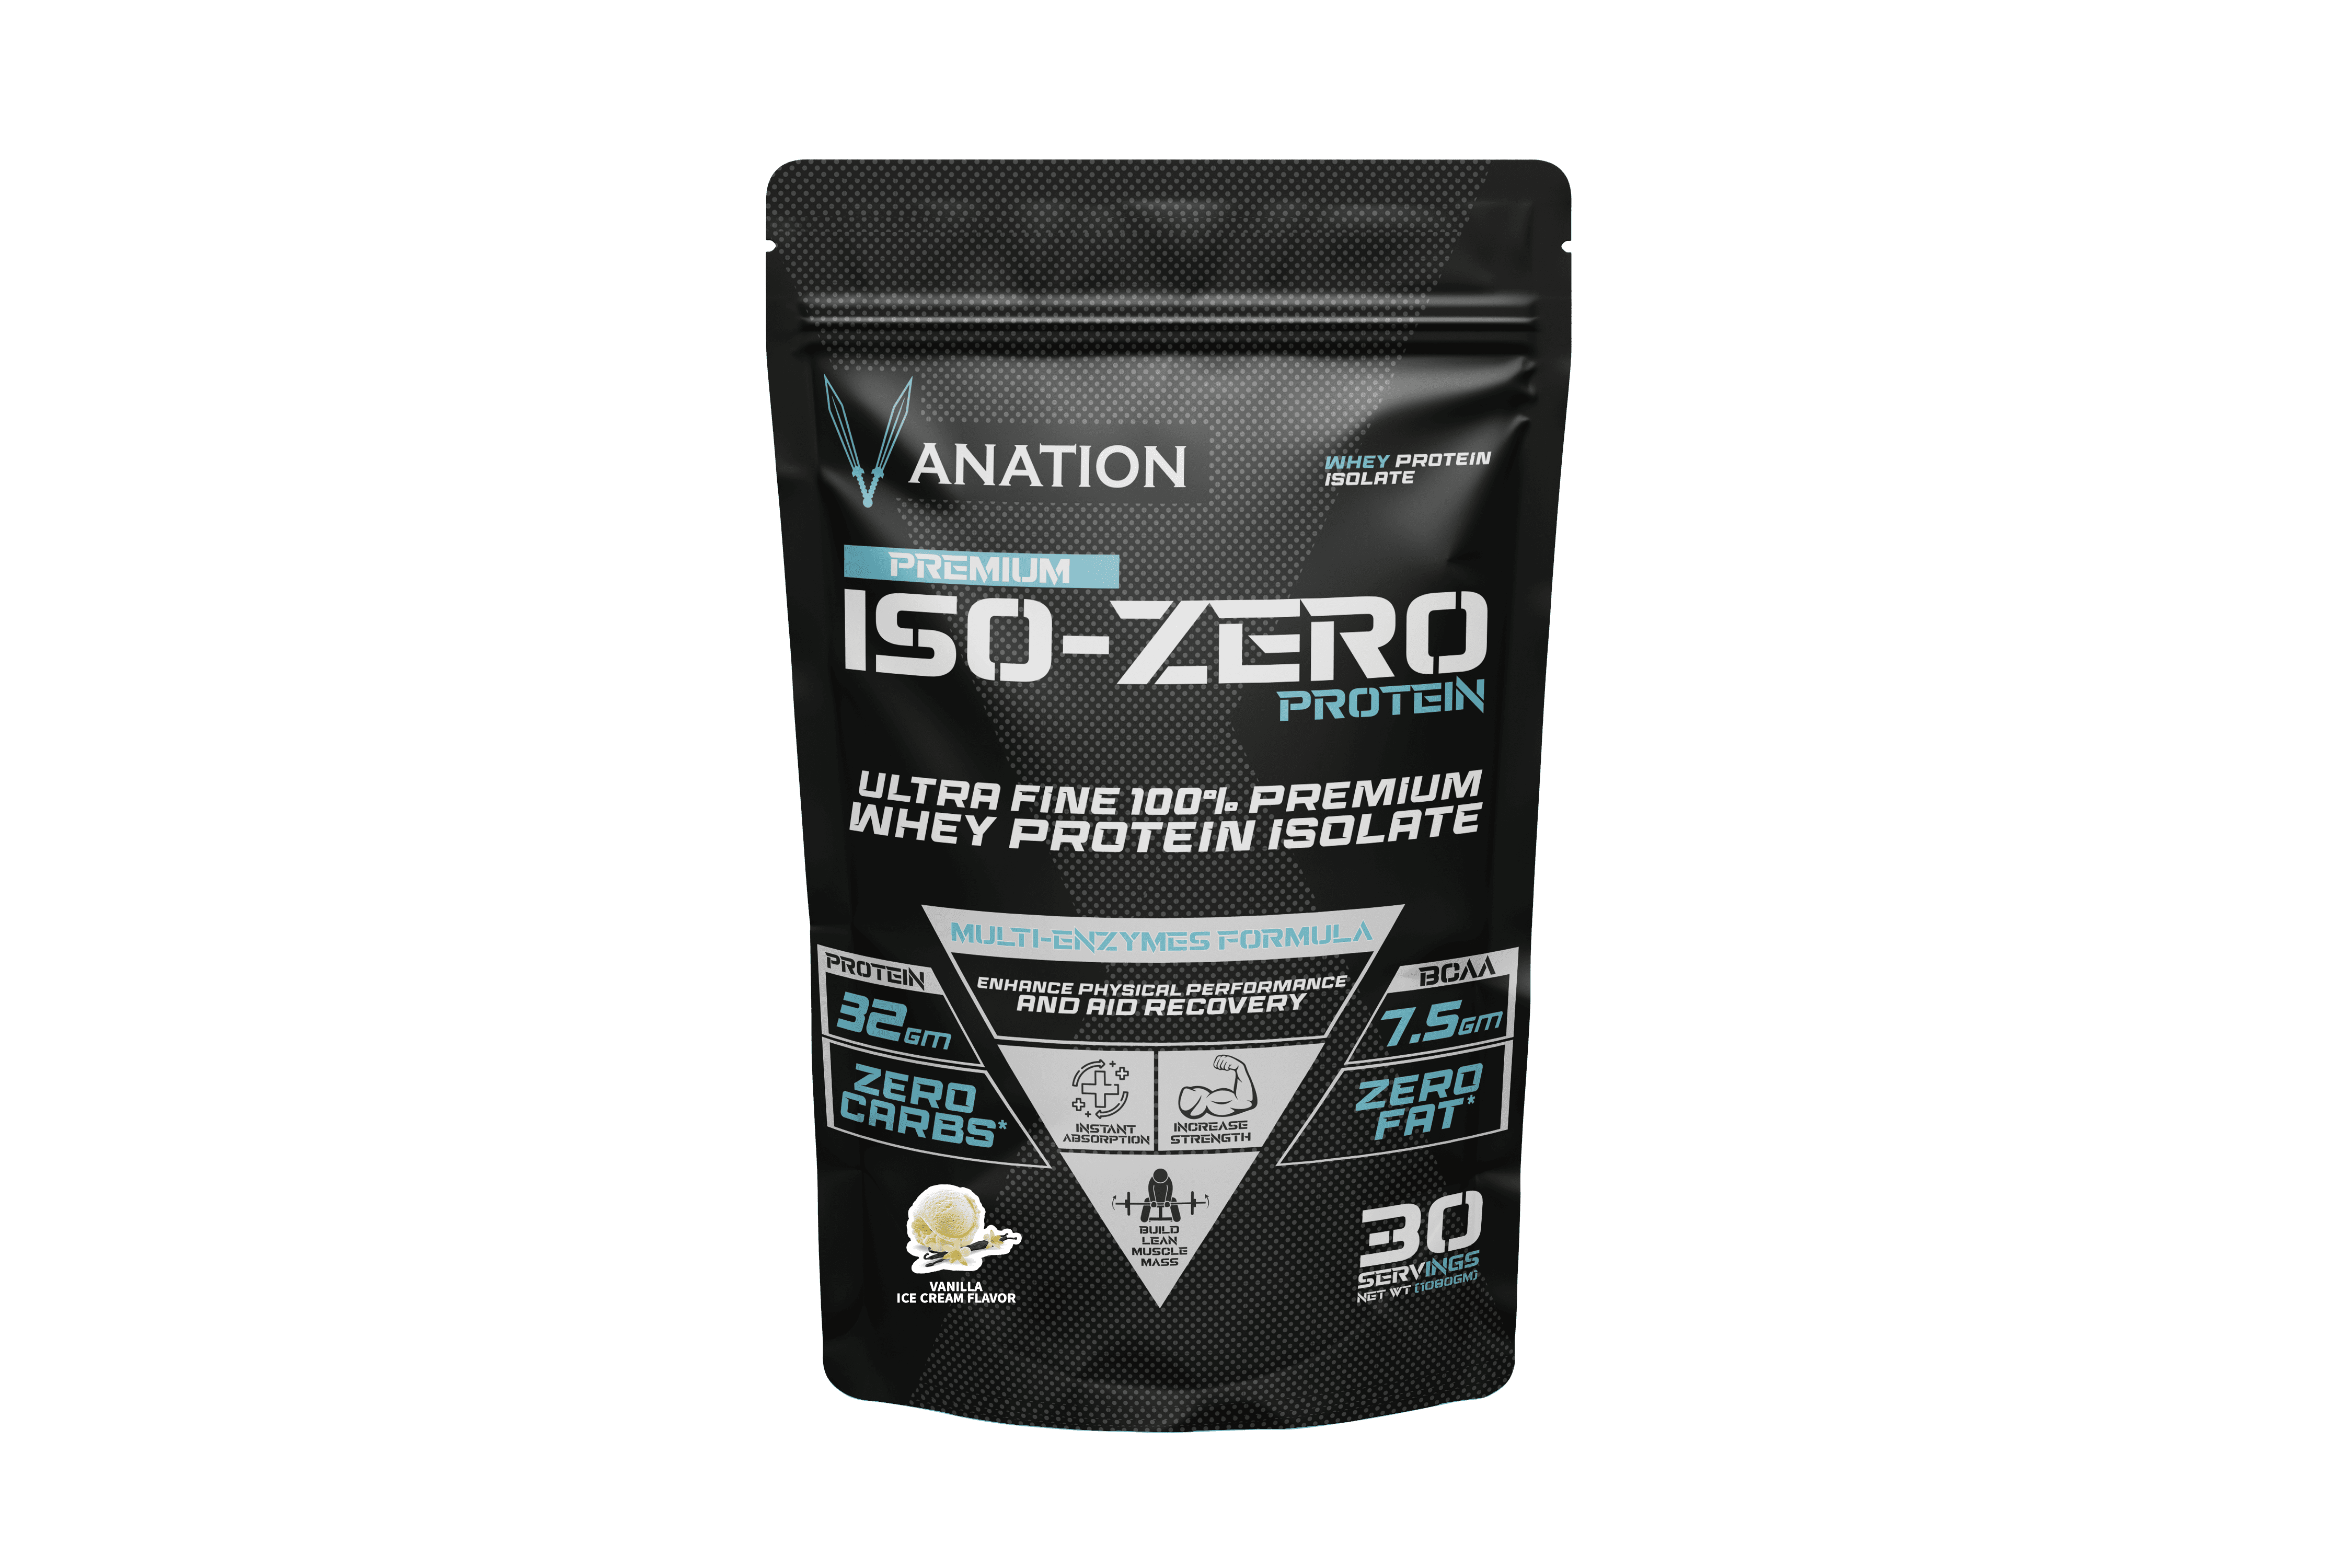 VANATION
WHEY PROTEIN
ISOLATE
PREMIUM
ISO-ZERO
PROTEIN
ULTRA FINE 100% PREMIUM
WHEY PROTEIN ISOLATE
MULTI-ENZYMES FORMULA
ENHANCE PHYSICAL PERFORMANCE
AND AID RECOVERY
PROTEIN
32GM
ZERO
CARBS*
BCAA
7.5GM
ZERO
FAT*
INSTANT
ABSORPTION
INCREASE
STRENGTH
BUILD
LEAN
MUSCLE
MASS
VANILLA
ICE CREAM FLAVOR
30
SERVINGS
NET WT (1080GM)